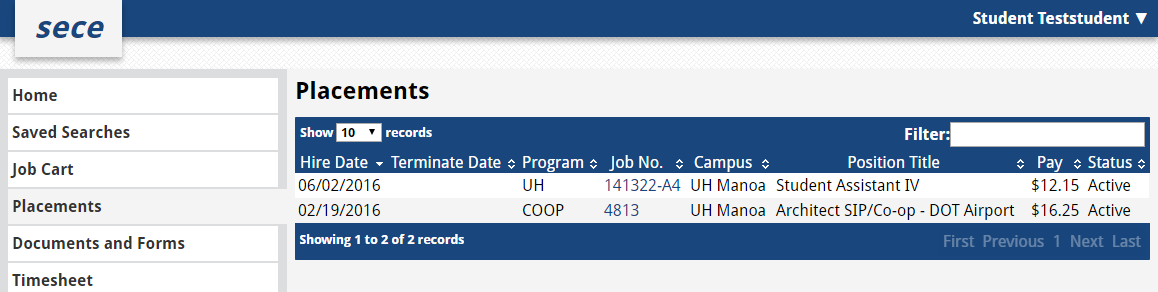 sece
Student Teststudent ▼
Home
Saved Searches
Job Cart
Placements
Documents and Forms
Timesheet
Placements
Show 10 records Filter:
Hire Date Terminate Date Program Job No. Campus Position Title Pay Status
06/02/2016 UH 141322-A4 UH Manoa Student Assistant IV $12.15 Active
02/19/2016 COOP 4813 UH Manoa Architect SIP/Co-op - DOT Airport $16.25 Active
Showing 1 to 2 of 2 records First Previous 1 Next Last